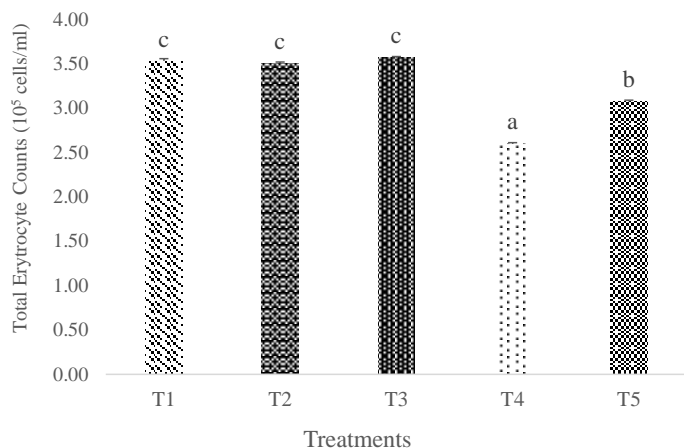 Total Erytrocyte Counts (10⁵ cells/ml)
4.00
3.50
3.00
2.50
2.00
1.50
1.00
0.50
0.00
c
c
c
a
b
T1
T2
T3
T4
T5
Treatments